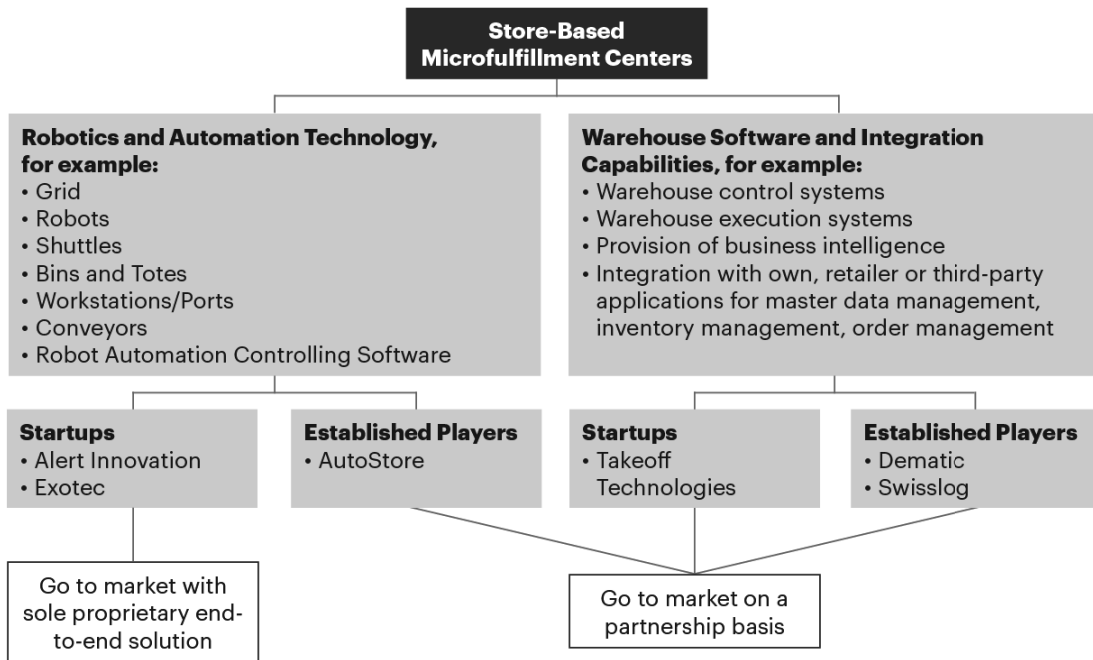 Store-Based
Microfulfillment Centers
Robotics and Automation Technology,
for example:
• Grid
• Robots
• Shuttles
• Bins and Totes
• Workstations/Ports
• Conveyors
• Robot Automation Controlling Software
Warehouse Software and Integration
Capabilities, for example:
• Warehouse control systems
• Warehouse execution systems
• Provision of business intelligence
• Integration with own, retailer or third-party
applications for master data management,
inventory management, order management
Startups
• Alert Innovation
• Exotec
Established Players
• AutoStore
Startups
• Takeoff
Technologies
Established Players
• Dematic
• Swisslog
Go to market with
sole proprietary end-
to-end solution
Go to market on a
partnership basis